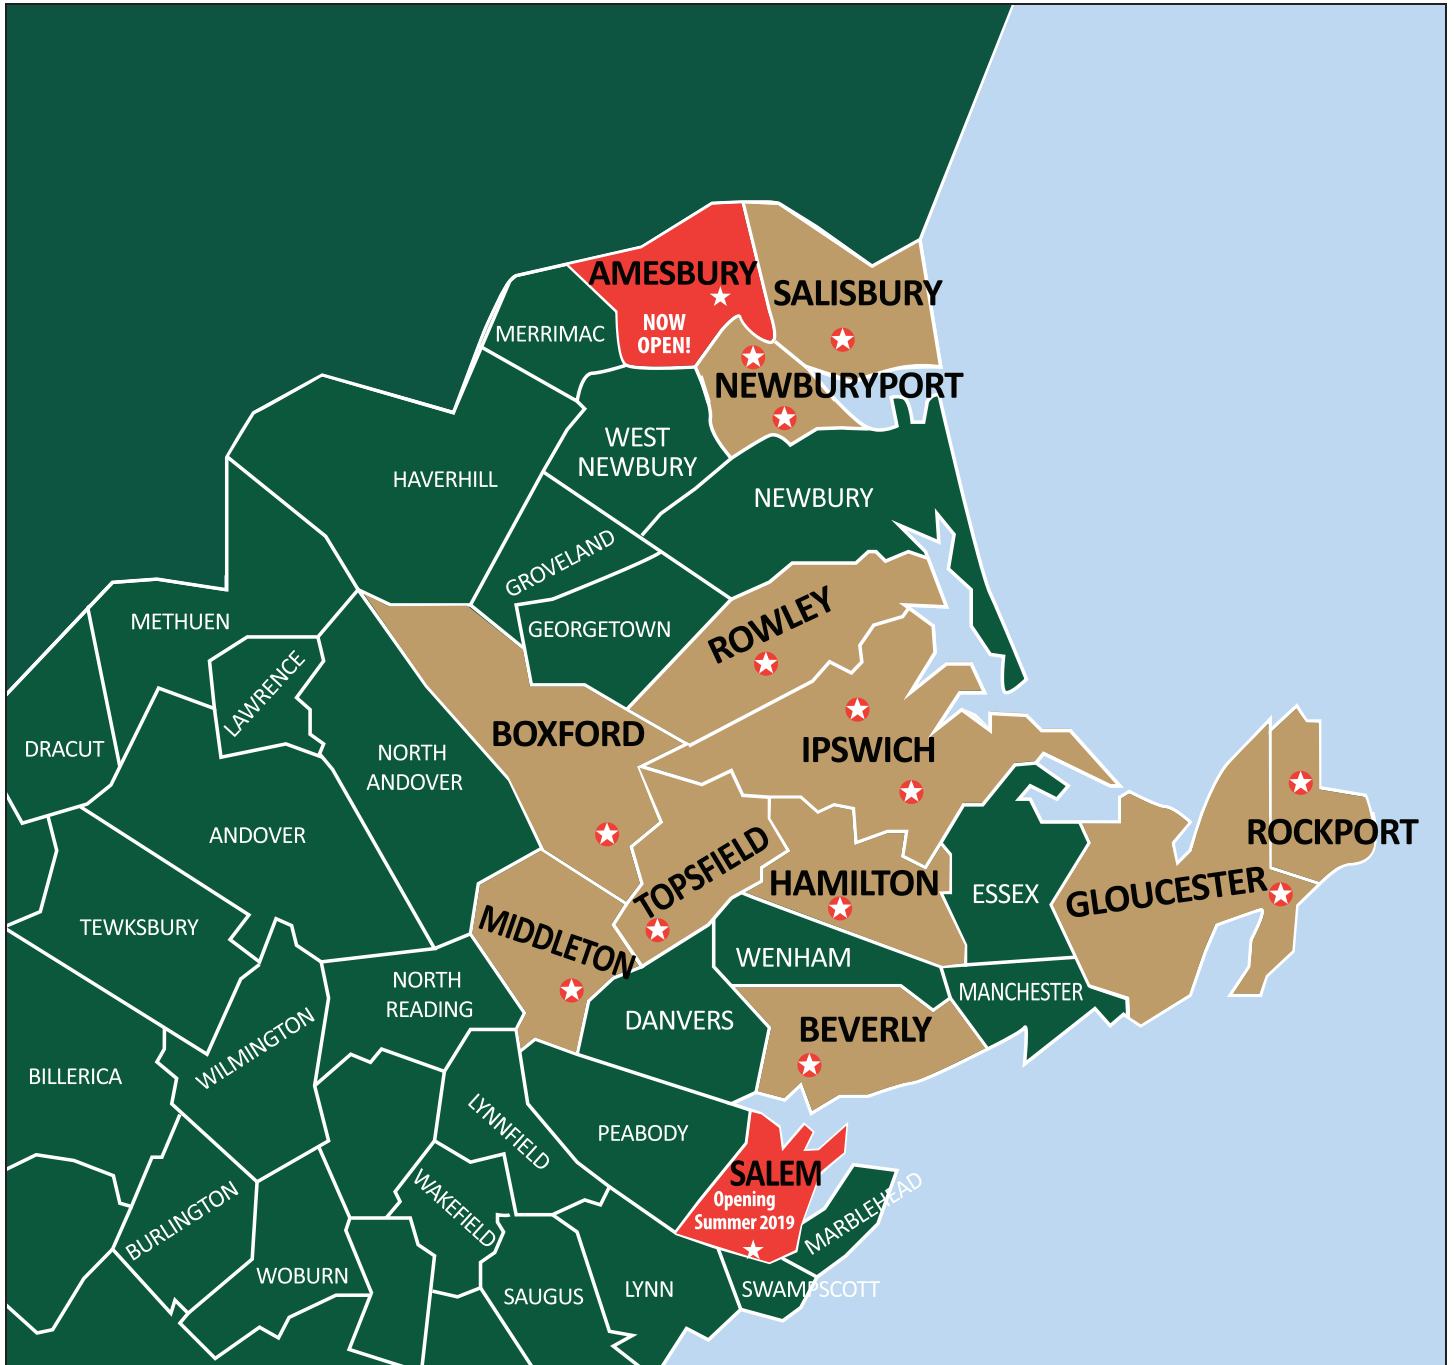 AMESBURY
NOW
OPEN!
SALISBURY
MERRIMAC
NEWBURYPORT
WEST
NEWBURY
HAVERHILL
NEWBURY
GROVELAND
METHUEN
GEORGETOWN
ROWLEY
LAWRENCE
BOXFORD
DRACUT
NORTH
ANDOVER
IPSWICH
ANDOVER
ROCKPORT
TOPSFIELD
HAMILTON
ESSEX
GLOUCESTER
TEWKSBURY
MIDDLETON
WENHAM
NORTH
READING
MANCHESTER
DANVERS
BEVERLY
WILMINGTON
BILLERICA
LYNNFIELD
PEABODY
SALEM
Opening
Summer 2019
WAKEFIELD
MARBLEHEAD
BURLINGTON
WOBURN
SAUGUS
LYNN
SWAMPSCOTT